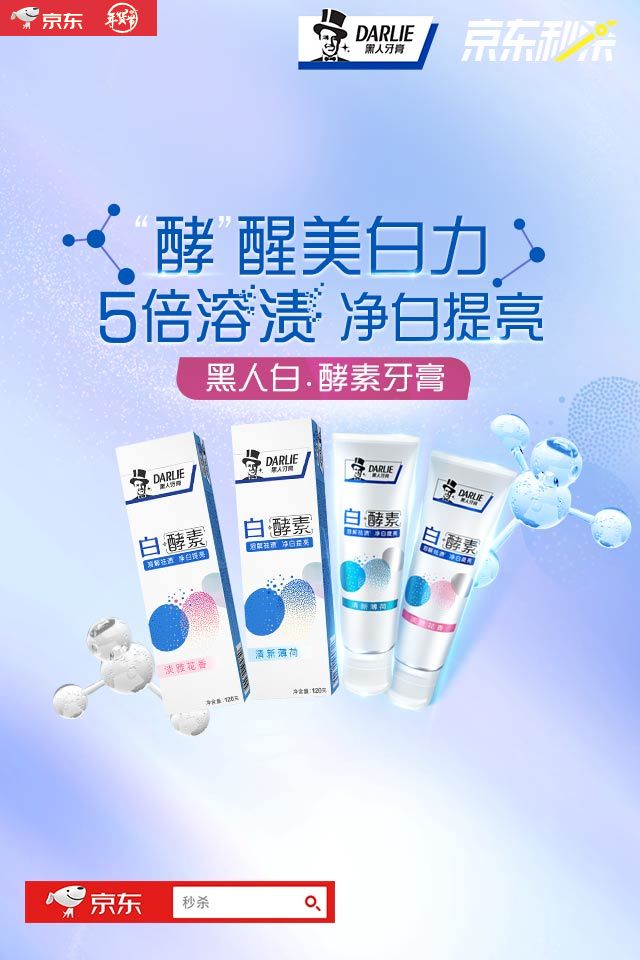 京东 年货节
DARLIE
黑人牙膏
京东秒杀
“酵”醒美白力
5倍溶渍 净白提亮
黑人白.酵素牙膏
DARLIE
黑人牙膏
白·酵素
溶解祛渍 净白提亮
淡雅花香
净含量:120克
DARLIE
黑人牙膏
白·酵素
溶解祛渍 净白提亮
清新薄荷
净含量:120克
DARLIE
黑人牙膏
白·酵素
溶解祛渍 净白提亮
清新薄荷
DARLIE
黑人牙膏
白·酵素
溶解祛渍 净白提亮
淡雅花香
京东 秒杀